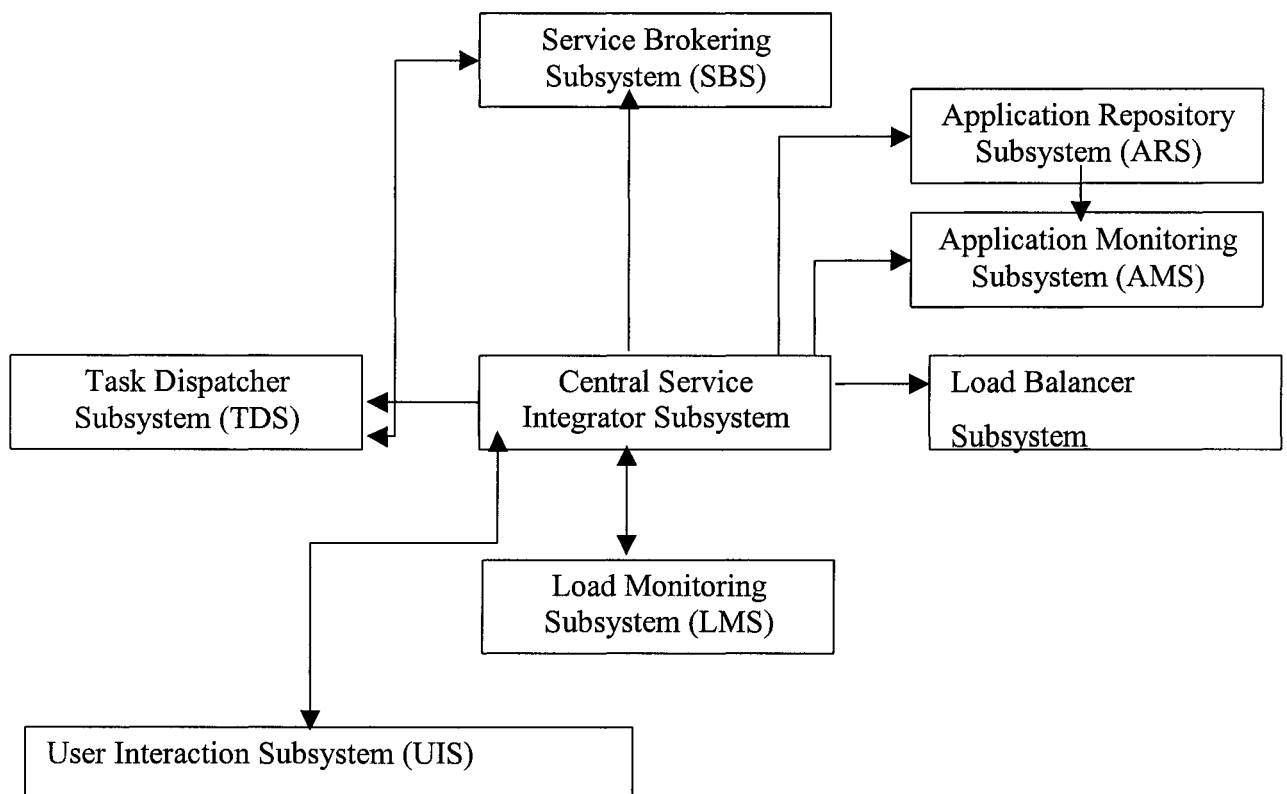 Service Brokering
Subsystem (SBS)
Application Repository
Subsystem (ARS)
Application Monitoring
Subsystem (AMS)
Task Dispatcher
Subsystem (TDS)
Central Service
Integrator Subsystem
Load Balancer
Subsystem
Load Monitoring
Subsystem (LMS)
User Interaction Subsystem (UIS)